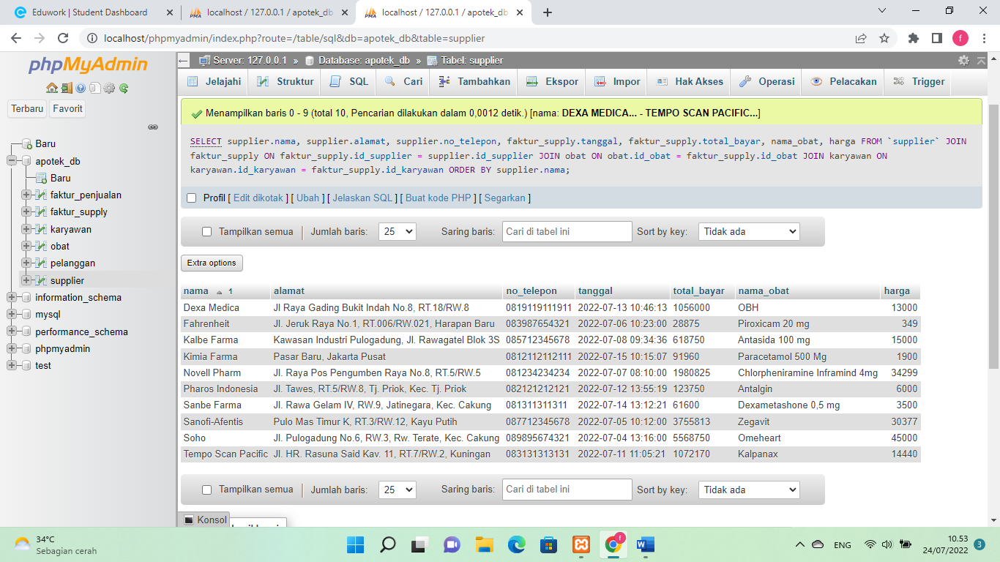 Eduwork | Student Dashboard
localhost / 127.0.0.1 / apotek_db
localhost / 127.0.0.1 / apotek_db
localhost/phpmyadmin/index.php?route=/table/sql&db=apotek_db&table=supplier
f
phpMyAdmin
Terbaru Favorit
Baru
apotek_db
Baru
faktur_penjualan
faktur_supply
karyawan
obat
pelanggan
supplier
information_schema
mysql
performance_schema
phpmyadmin
test
Server: 127.0.0.1 » Database: apotek_db » Tabel: supplier
Jelajahi Struktur SQL Cari Tambahkan Ekspor Impor Hak Akses Operasi Pelacakan Trigger
Menampilkan baris 0 - 9 (total 10, Pencarian dilakukan dalam 0,0012 detik.) [nama: DEXA MEDICA... - TEMPO SCAN PACIFIC...]
SELECT supplier.nama, supplier.alamat, supplier.no_telepon, faktur_supply.tanggal, faktur_supply.total_bayar, nama_obat, harga FROM `supplier` JOIN
faktur_supply ON faktur_supply.id_supplier = supplier.id_supplier JOIN obat ON obat.id_obat = faktur_supply.id_obat JOIN karyawan ON
karyawan.id_karyawan = faktur_supply.id_karyawan ORDER BY supplier.nama;
Profil [ Edit dikotak ] [ Ubah ] [ Jelaskan SQL ] [ Buat kode PHP ] [ Segarkan ]
Tampilkan semua Jumlah baris: 25 Saring baris: Cari di tabel ini Sort by key: Tidak ada
Extra options
nama 1 alamat no_telepon tanggal total_bayar nama_obat harga
Dexa Medica Jl Raya Gading Bukit Indah No.8, RT.18/RW.8 0819119111911 2022-07-13 10:46:13 1056000 OBH 13000
Fahrenheit Jl. Jeruk Raya No.1, RT.006/RW.021, Harapan Baru 083987654321 2022-07-06 10:23:00 28875 Piroxicam 20 mg 349
Kalbe Farma Kawasan Industri Pulogadung, Jl. Rawagatel Blok 3S 085712345678 2022-07-08 09:34:36 618750 Antasida 100 mg 15000
Kimia Farma Pasar Baru, Jakarta Pusat 0812112112111 2022-07-15 10:15:07 91960 Paracetamol 500 Mg 1900
Novell Pharm Jl. Raya Pos Pengumben Raya No.8, RT.5/RW.5 081234234234 2022-07-07 08:10:00 1980825 Chlorpheniramine Inframind 4mg 34299
Pharos Indonesia Jl. Tawes, RT.5/RW.8, Tj. Priok, Kec. Tj. Priok 082121212121 2022-07-12 13:55:19 123750 Antalgin 6000
Sanbe Farma Jl. Rawa Gelam IV, RW.9, Jatinegara, Kec. Cakung 081311311311 2022-07-14 13:12:21 61600 Dexametashone 0,5 mg 3500
Sanofi-Afentis Pulo Mas Timur K, RT.3/RW.12, Kayu Putih 087712345678 2022-07-05 10:12:00 3755813 Zegavit 30377
Soho Jl. Pulogadung No.6, RW.3, Rw. Terate, Kec. Cakung 089895674321 2022-07-04 13:16:00 5568750 Omeheart 45000
Tempo Scan Pacific Jl. HR. Rasuna Said Kav. 11, RT.7/RW.2, Kuningan 083131313131 2022-07-11 11:05:21 1072170 Kalpanax 14440
Tampilkan semua Jumlah baris: 25 Saring baris: Cari di tabel ini Sort by key: Tidak ada
Konsol
34°C
Sebagian cerah
ENG
10.53
24/07/2022
3